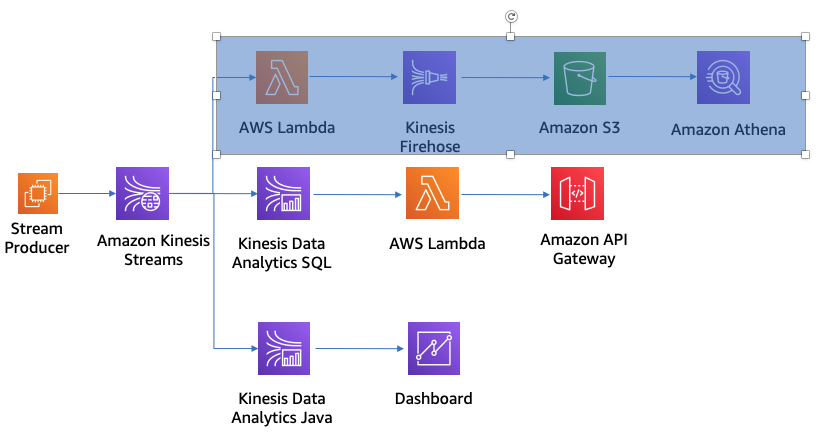 AWS Lambda
Kinesis
Firehose
Amazon S3
Amazon Athena
Stream
Producer
Amazon Kinesis
Streams
Kinesis Data
Analytics SQL
AWS Lambda
Amazon API
Gateway
Kinesis Data
Analytics Java
Dashboard